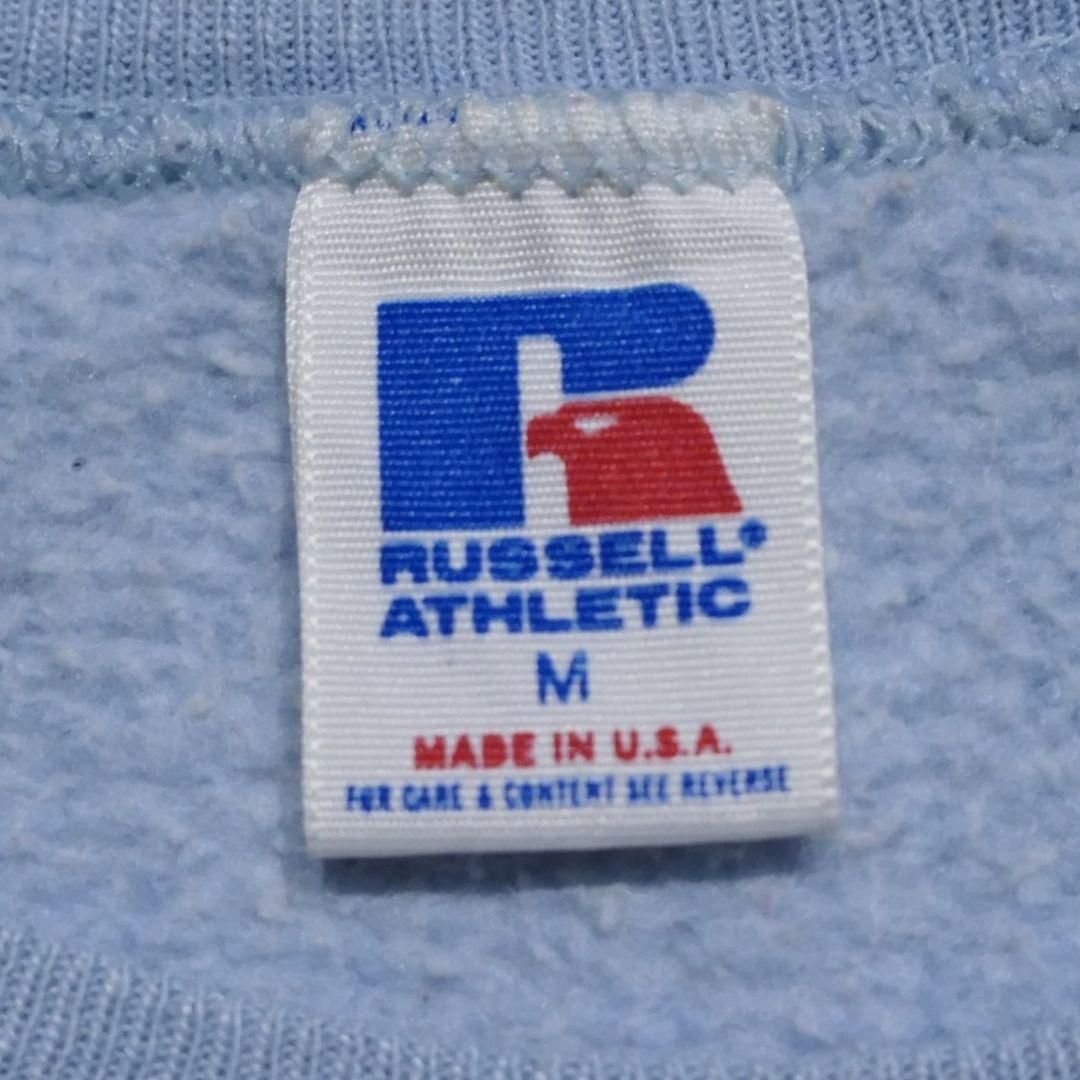 RUSSELL®
ATHLETIC
M
MADE IN U.S.A.
FOR CARE & CONTENT SEE REVERSE